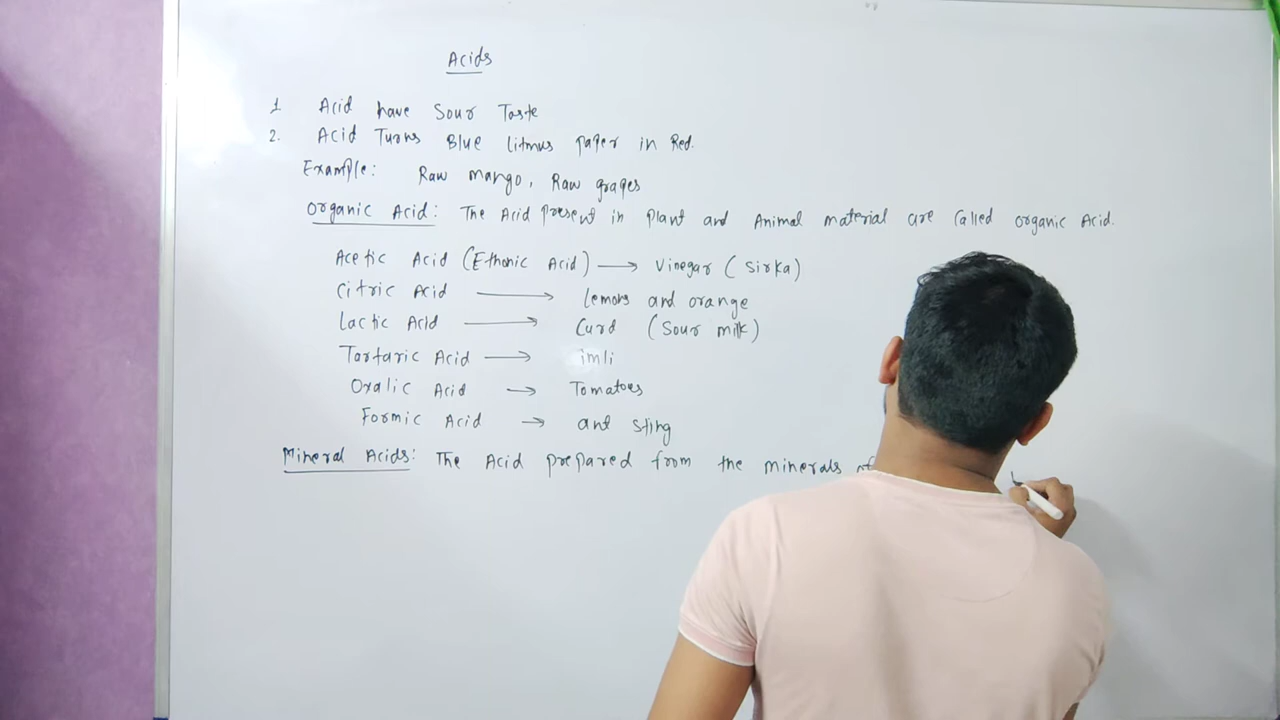 Acids
1. Acid have Sour Taste
2. Acid Turns Blue litmus paper in Red.
Example: Raw mango, Raw grapes
Organic Acid: The Acid present in plant and Animal material are called organic Acid.
Acetic Acid (Ethonic Acid) → Vinegar (Sirka)
Citric Acid → Lemons and orange
Lactic Acid → Curd (Sour milk)
Tartaric Acid → imli
Oxalic Acid → Tomatoes
Formic Acid → and sting
Mineral Acids: The Acid prepared from the minerals of